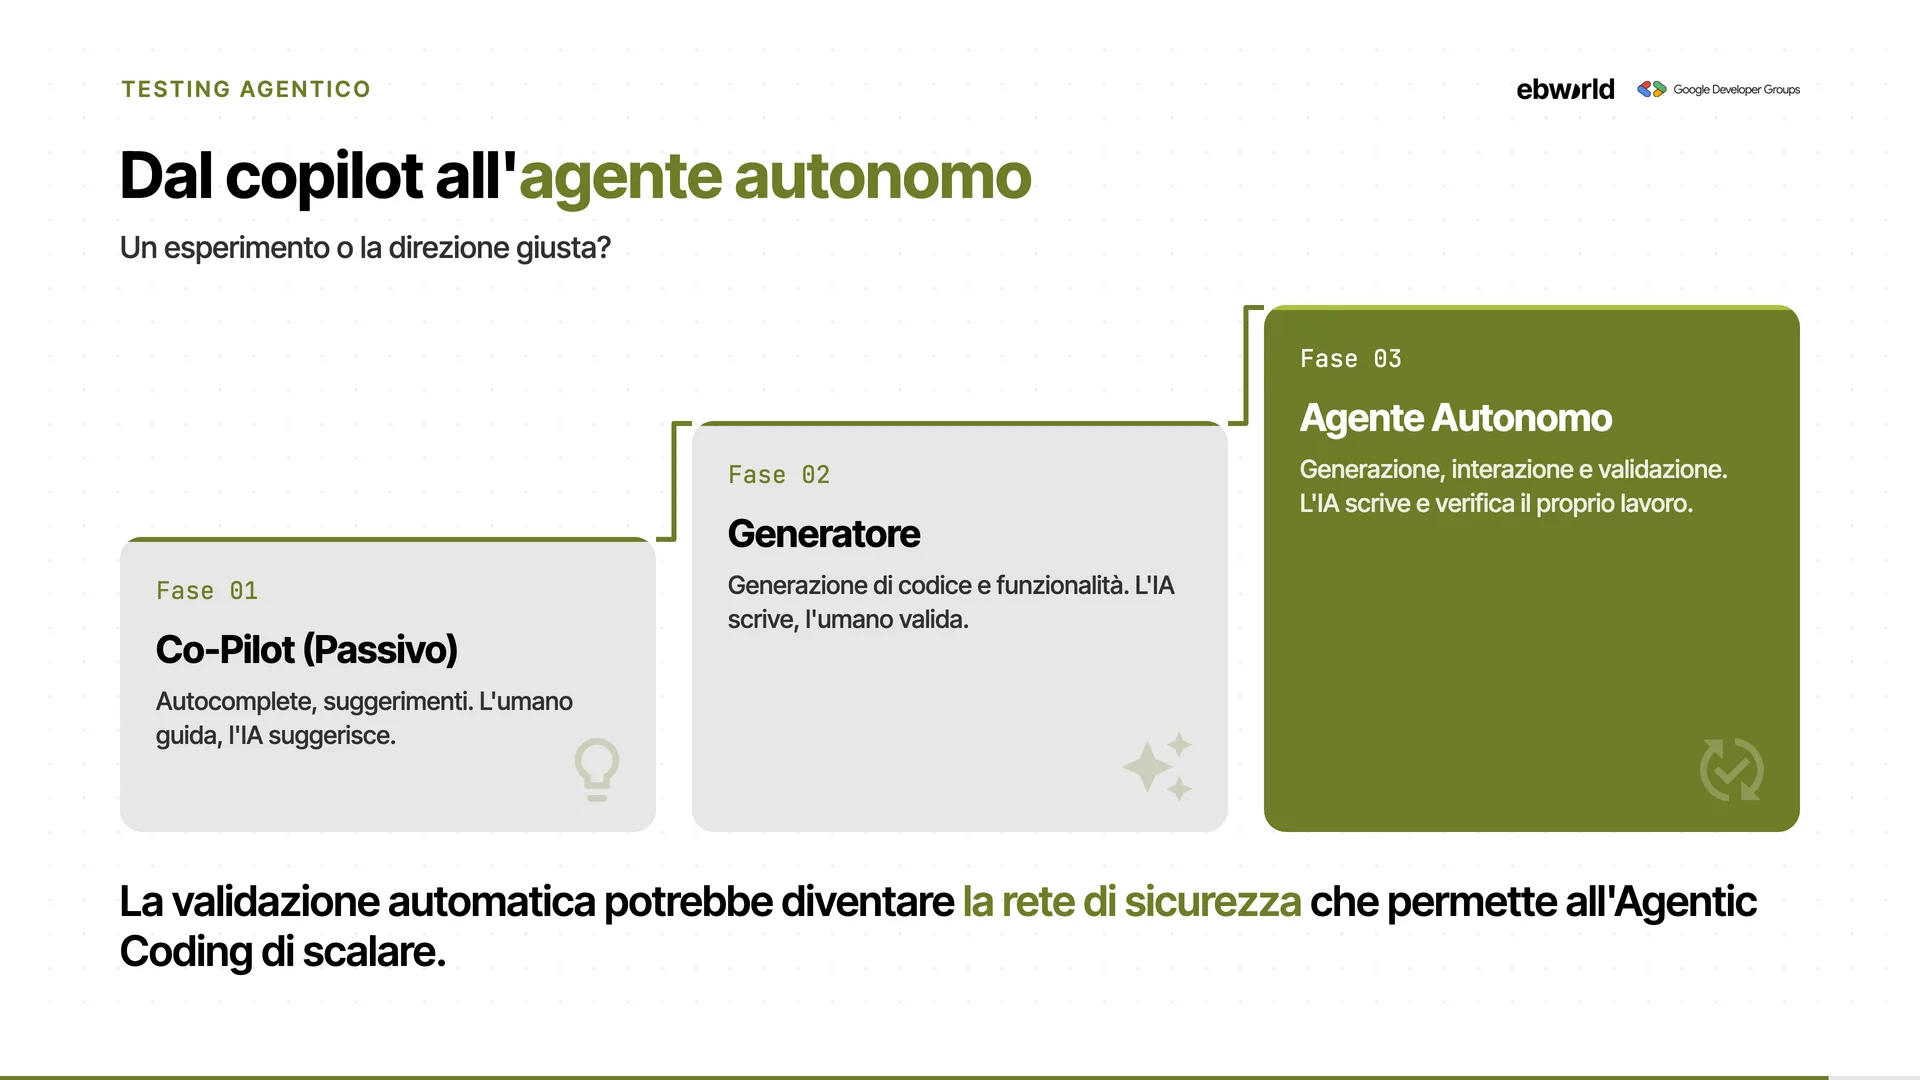 TESTING AGENTICO
ebworld
Google Developer Groups
Dal copilot all'agente autonomo
Un esperimento o la direzione giusta?
Fase 01
Co-Pilot (Passivo)
Autocomplete, suggerimenti. L'umano
guida, l'IA suggerisce.
Fase 02
Generatore
Generazione di codice e funzionalità. L'IA
scrive, l'umano valida.
Fase 03
Agente Autonomo
Generazione, interazione e validazione.
L'IA scrive e verifica il proprio lavoro.
La validazione automatica potrebbe diventare la rete di sicurezza che permette all'Agentic
Coding di scalare.